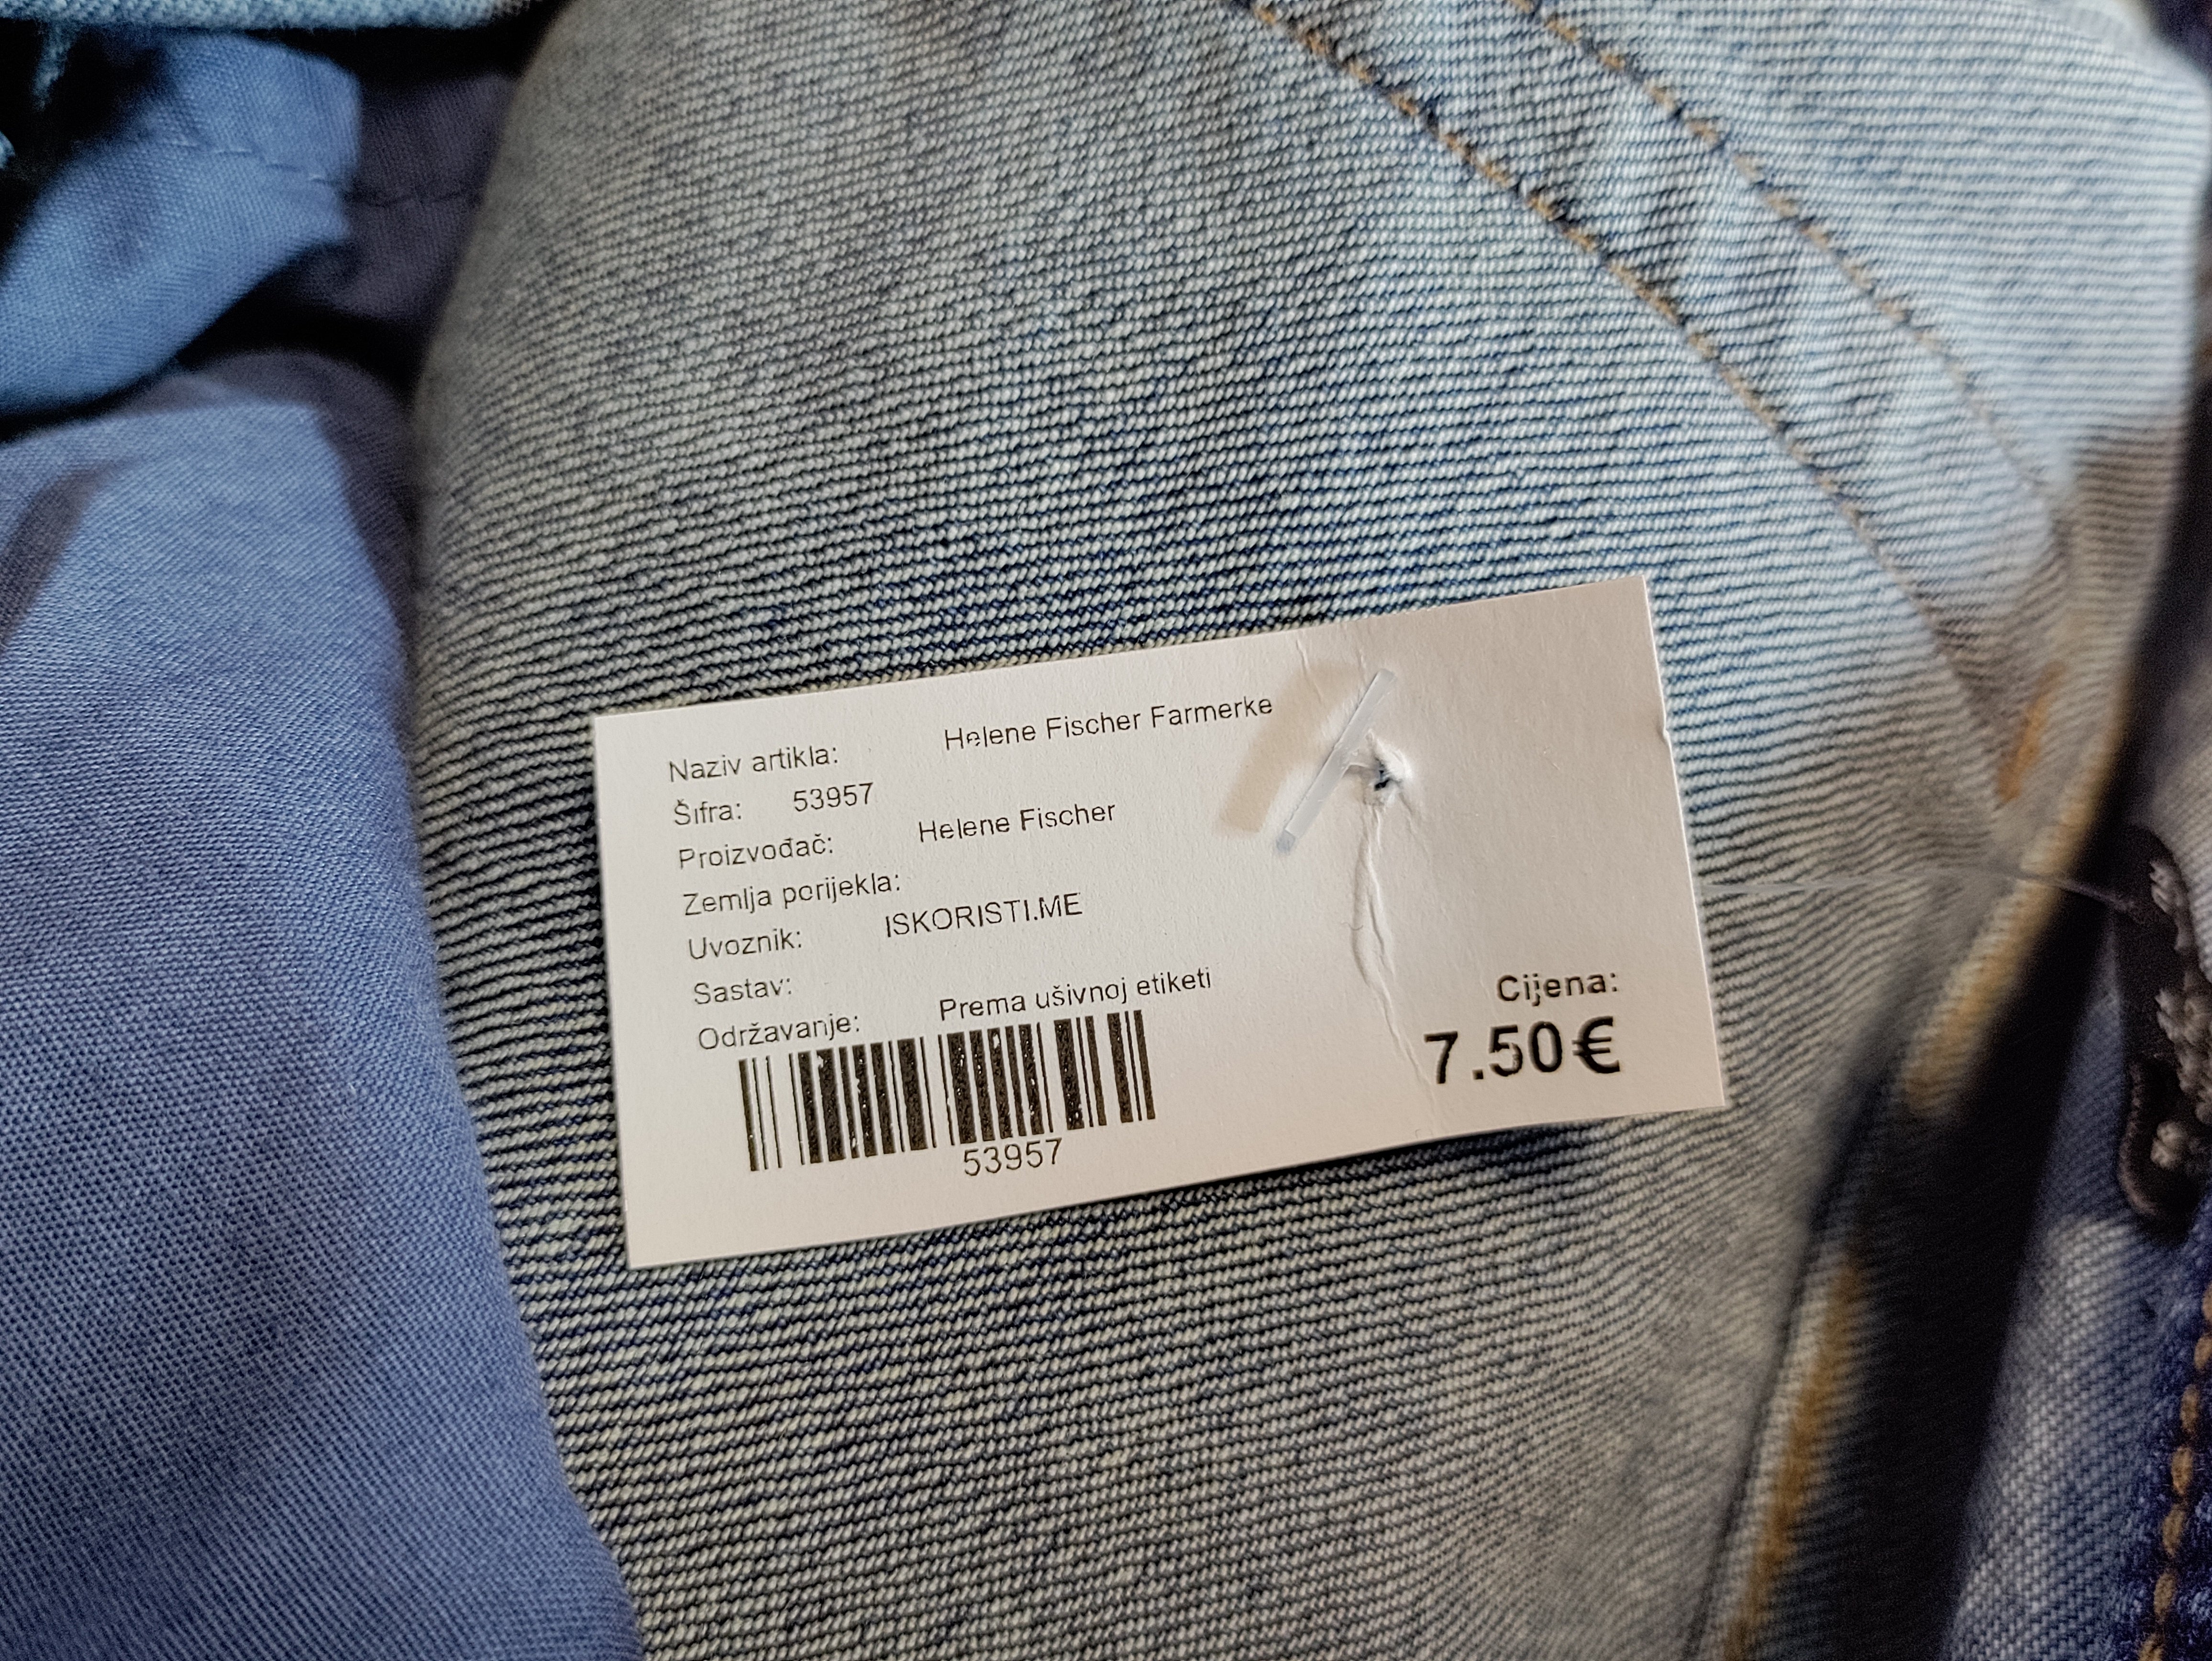 Naziv artikla: Helene Fischer Farmerke
Šifra: 53957
Proizvođač: Helene Fischer
Zemlja porijekla:
Uvoznik: ISKORISTI.ME
Sastav:
Održavanje: Prema ušivnoj etiketi
53957
Cijena:
7.50€